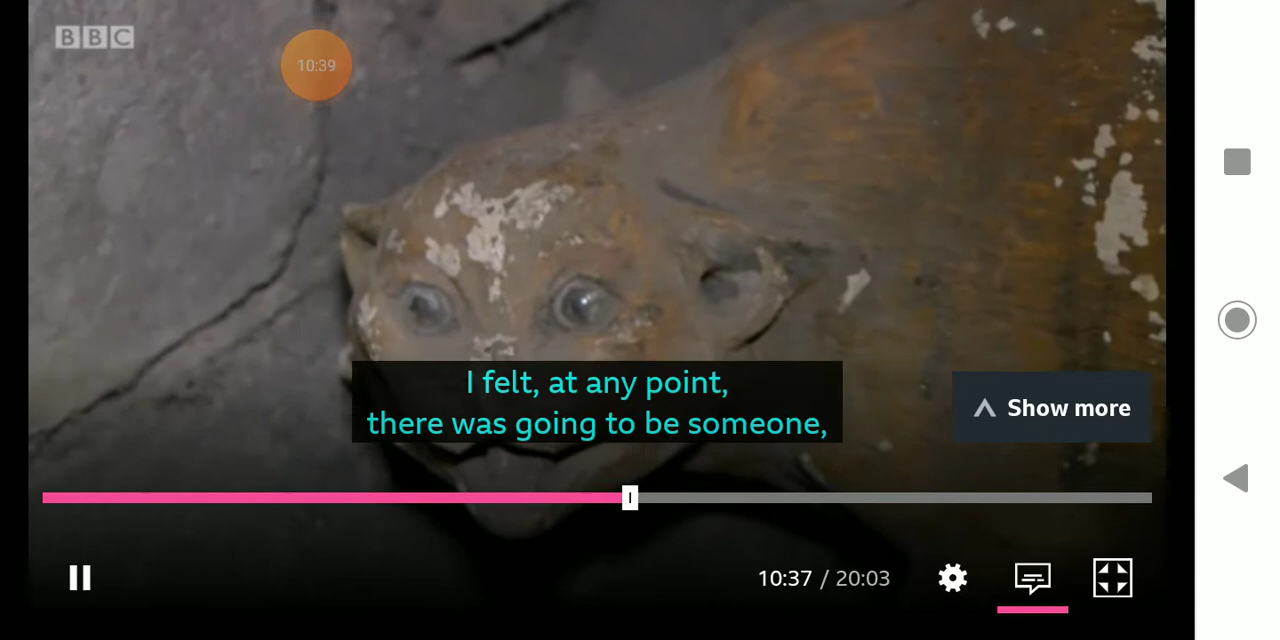 BBC
10:39
I felt, at any point,
there was going to be someone,
Show more
10:37 / 20:03